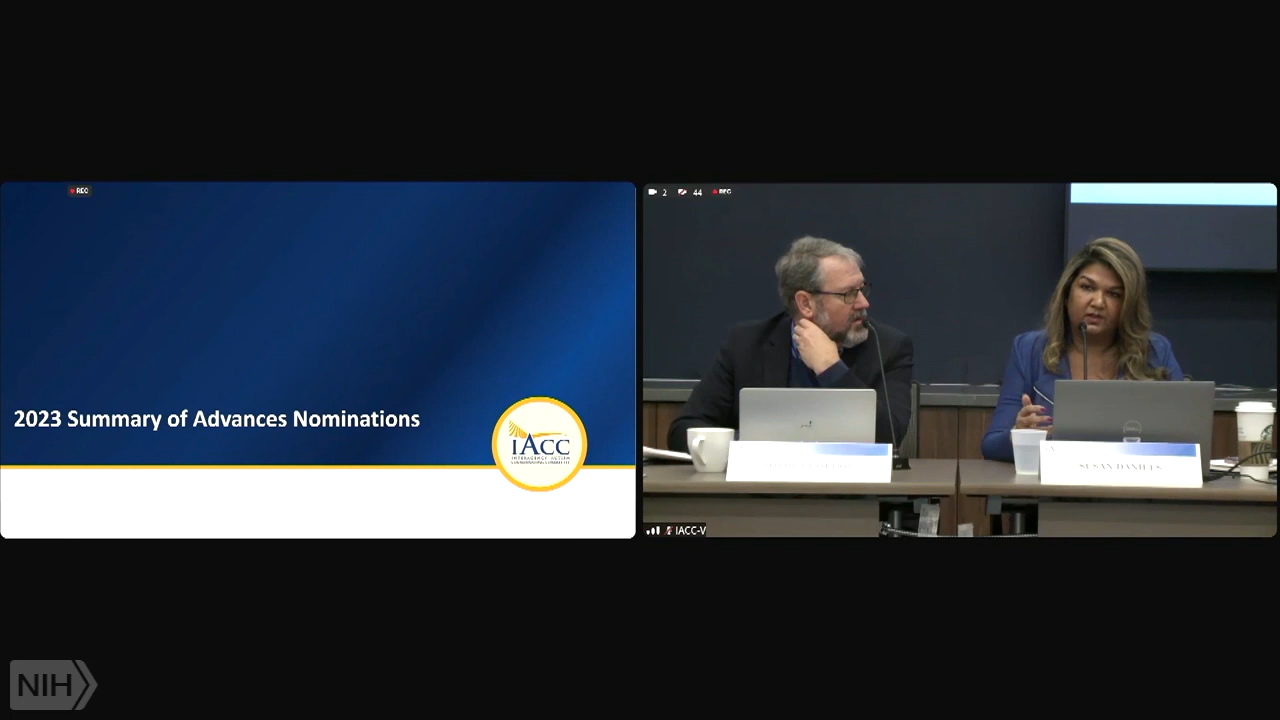 REC
2023 Summary of Advances Nominations
IACC
INTERAGENCY AUTISM
COORDINATING COMMITTEE
2
44
REC
SUSAN DANIELS
IACC-V
NIH